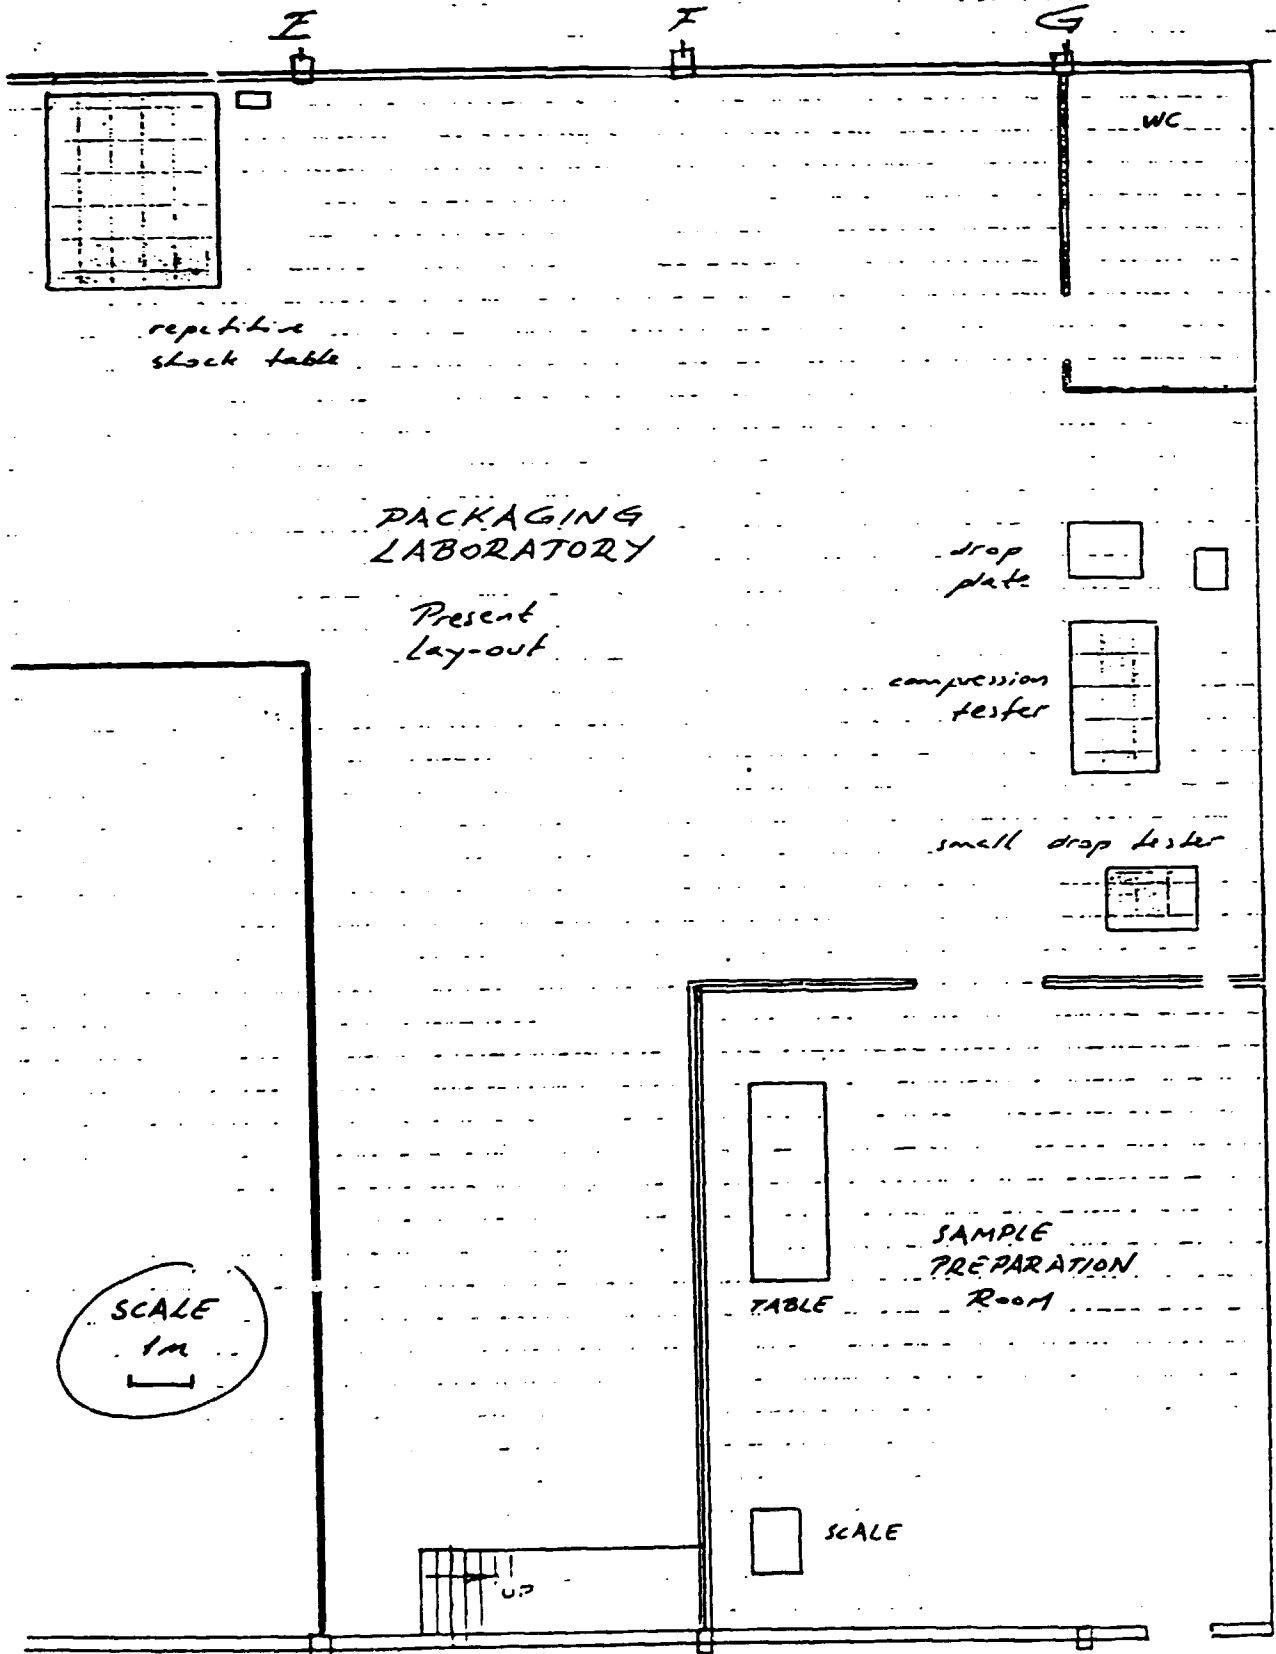 E F G
WC
repetitive
shock table
PACKAGING
LABORATORY
Present
Lay-out
drop
plate
compression
tester
small drop tester
SAMPLE
PREPARATION
ROOM
TABLE
SCALE
1m
SCALE
UP